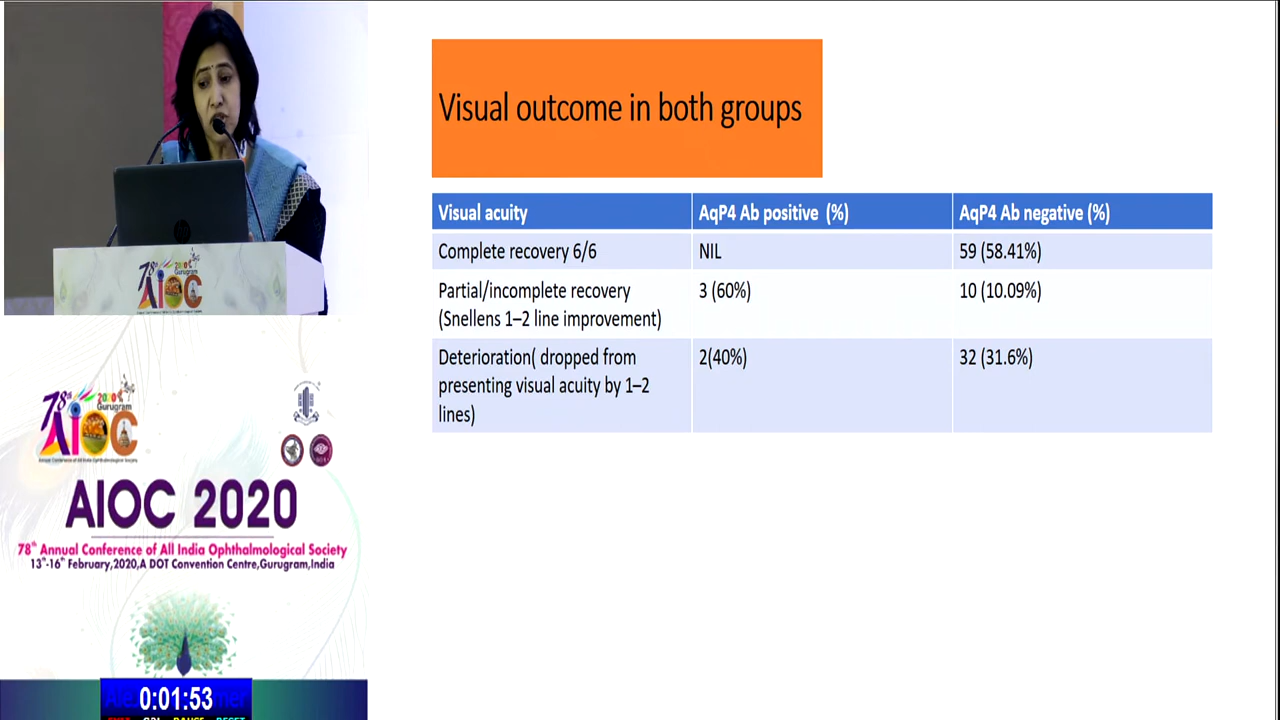 Visual outcome in both groups
Visual acuity AqP4 Ab positive (%) AqP4 Ab negative (%)
Complete recovery 6/6 NIL 59 (58.41%)
Partial/incomplete recovery 3 (60%) 10 (10.09%)
(Snellens 1–2 line improvement)
Deterioration( dropped from 2(40%) 32 (31.6%)
presenting visual acuity by 1–2
lines)
78th 2020
Gurugram
AIOC
78th 2020
Gurugram
AIOC
AIOC 2020
78th Annual Conference of All India Ophthalmological Society
13th-16th February,2020,A DOT Convention Centre,Gurugram,India
0:01:53